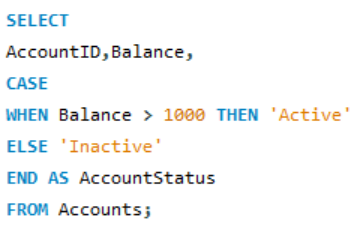 SELECT
AccountID,Balance,
CASE
WHEN Balance > 1000 THEN 'Active'
ELSE 'Inactive'
END AS AccountStatus
FROM Accounts;